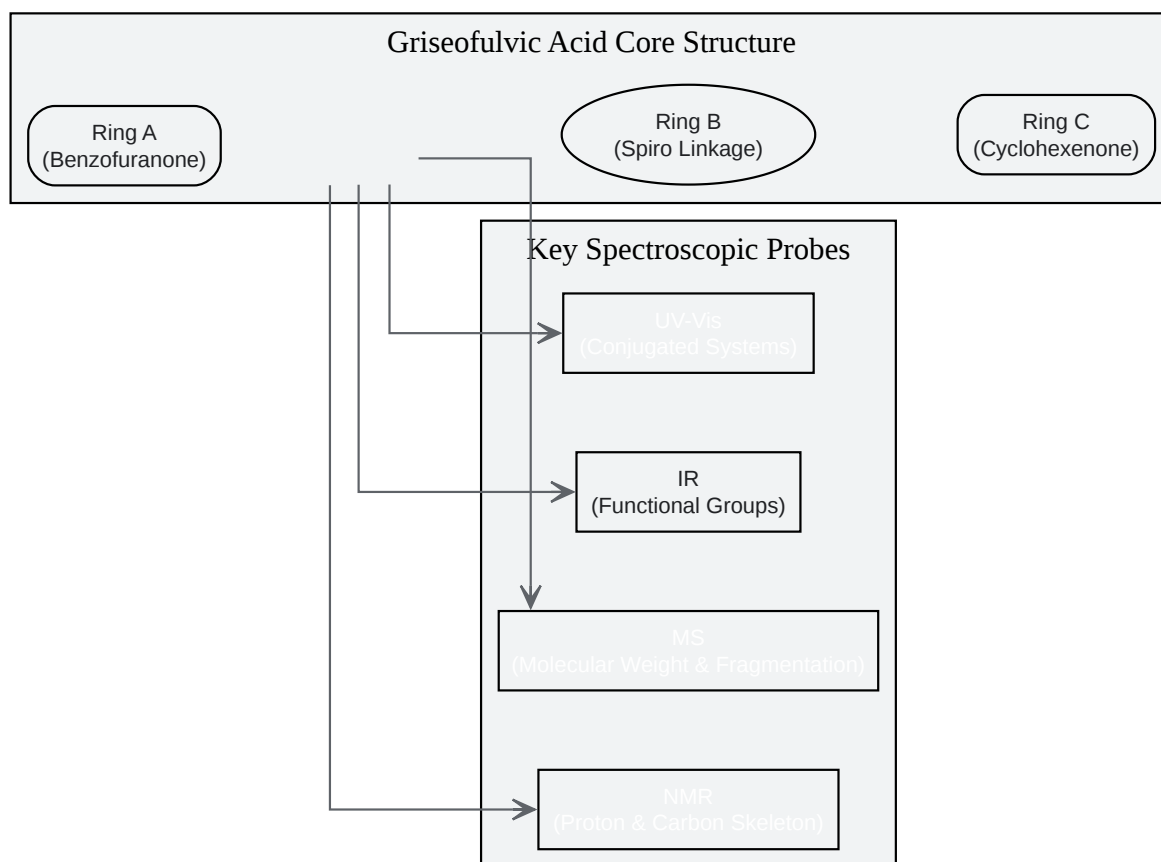 Griseofulvic Acid Core Structure
Ring A
(Benzofuranone)
Ring B
(Spiro Linkage)
Ring C
(Cyclohexenone)
Key Spectroscopic Probes
UV-Vis
(Conjugated Systems)
IR
(Functional Groups)
MS
(Molecular Weight & Fragmentation)
NMR
(Proton & Carbon Skeleton)